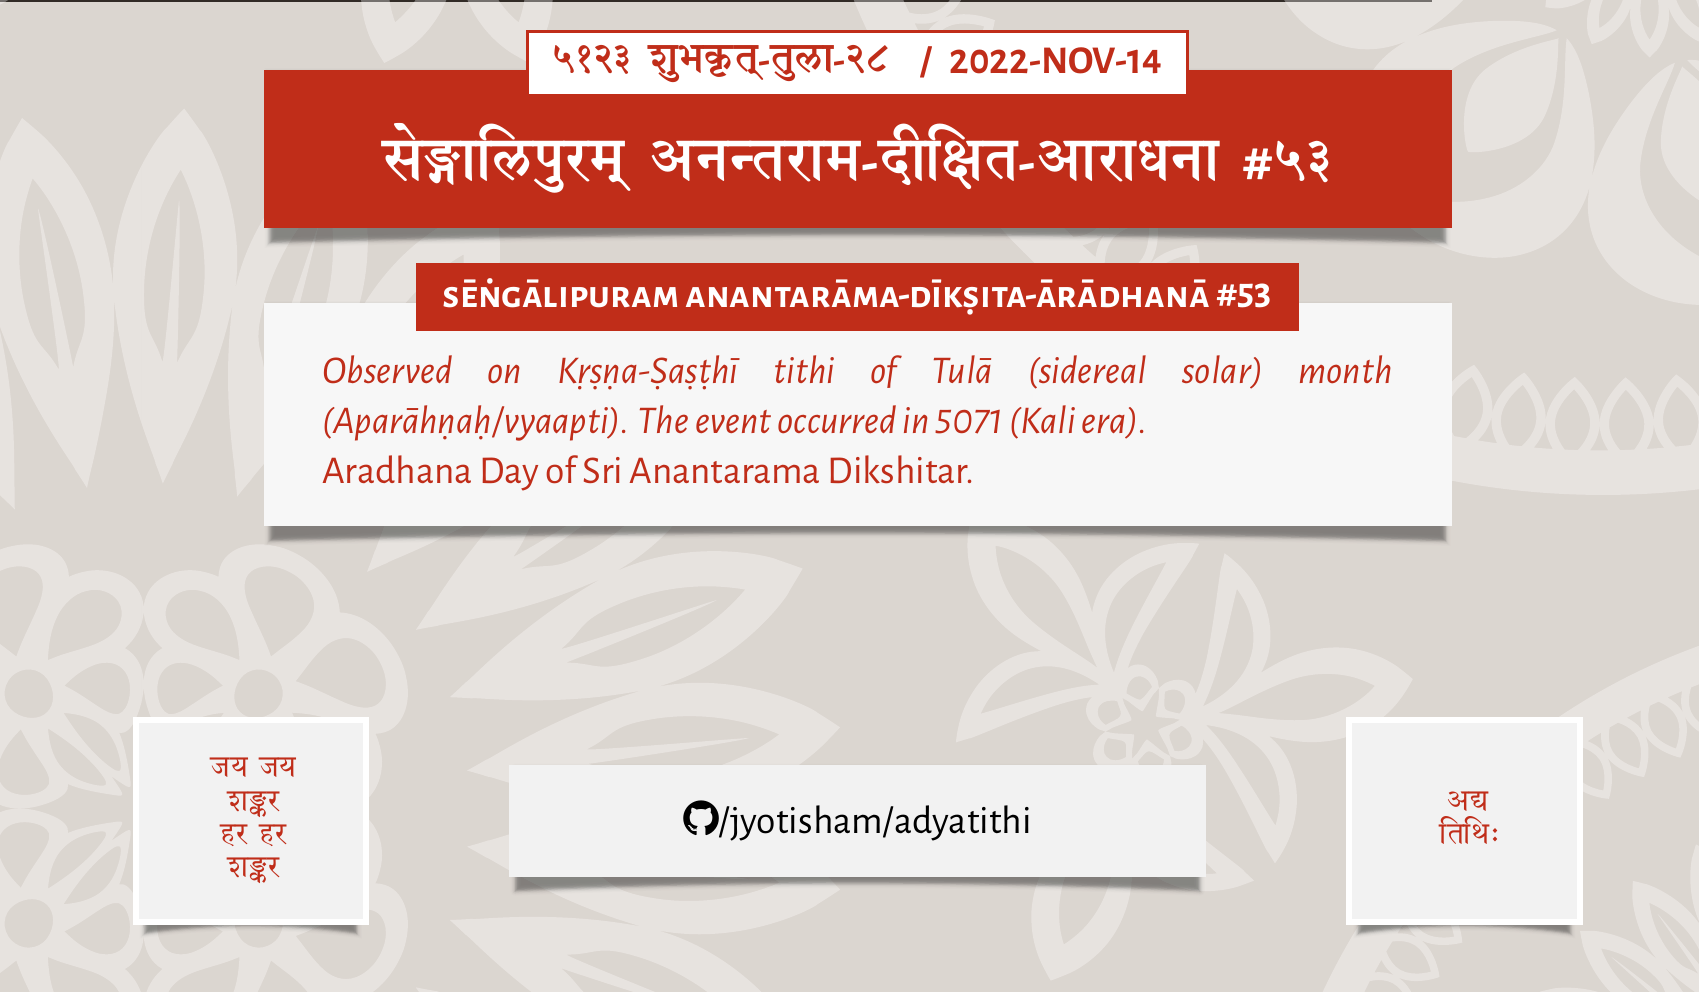 ५१२३ शुभकृत्-तुला-२८ / 2022-NOV-14
सेङ्गालिपुरम् अनन्तराम-दीक्षित-आराधना #५३
SĒṄGĀLIPURAM ANANTARĀMA-DĪKṢITA-ĀRĀDHANĀ #53
Observed on Kṛṣṇa-Ṣaṣṭhī tithi of Tulā (sidereal solar) month
(Aparāhṇaḥ/vyaapti). The event occurred in 5071 (Kali era).
Aradhana Day of Sri Anantarama Dikshitar.
जय जय
शङ्कर
हर हर
शङ्कर
/jyotisham/adyatithi
अद्य
तिथिः